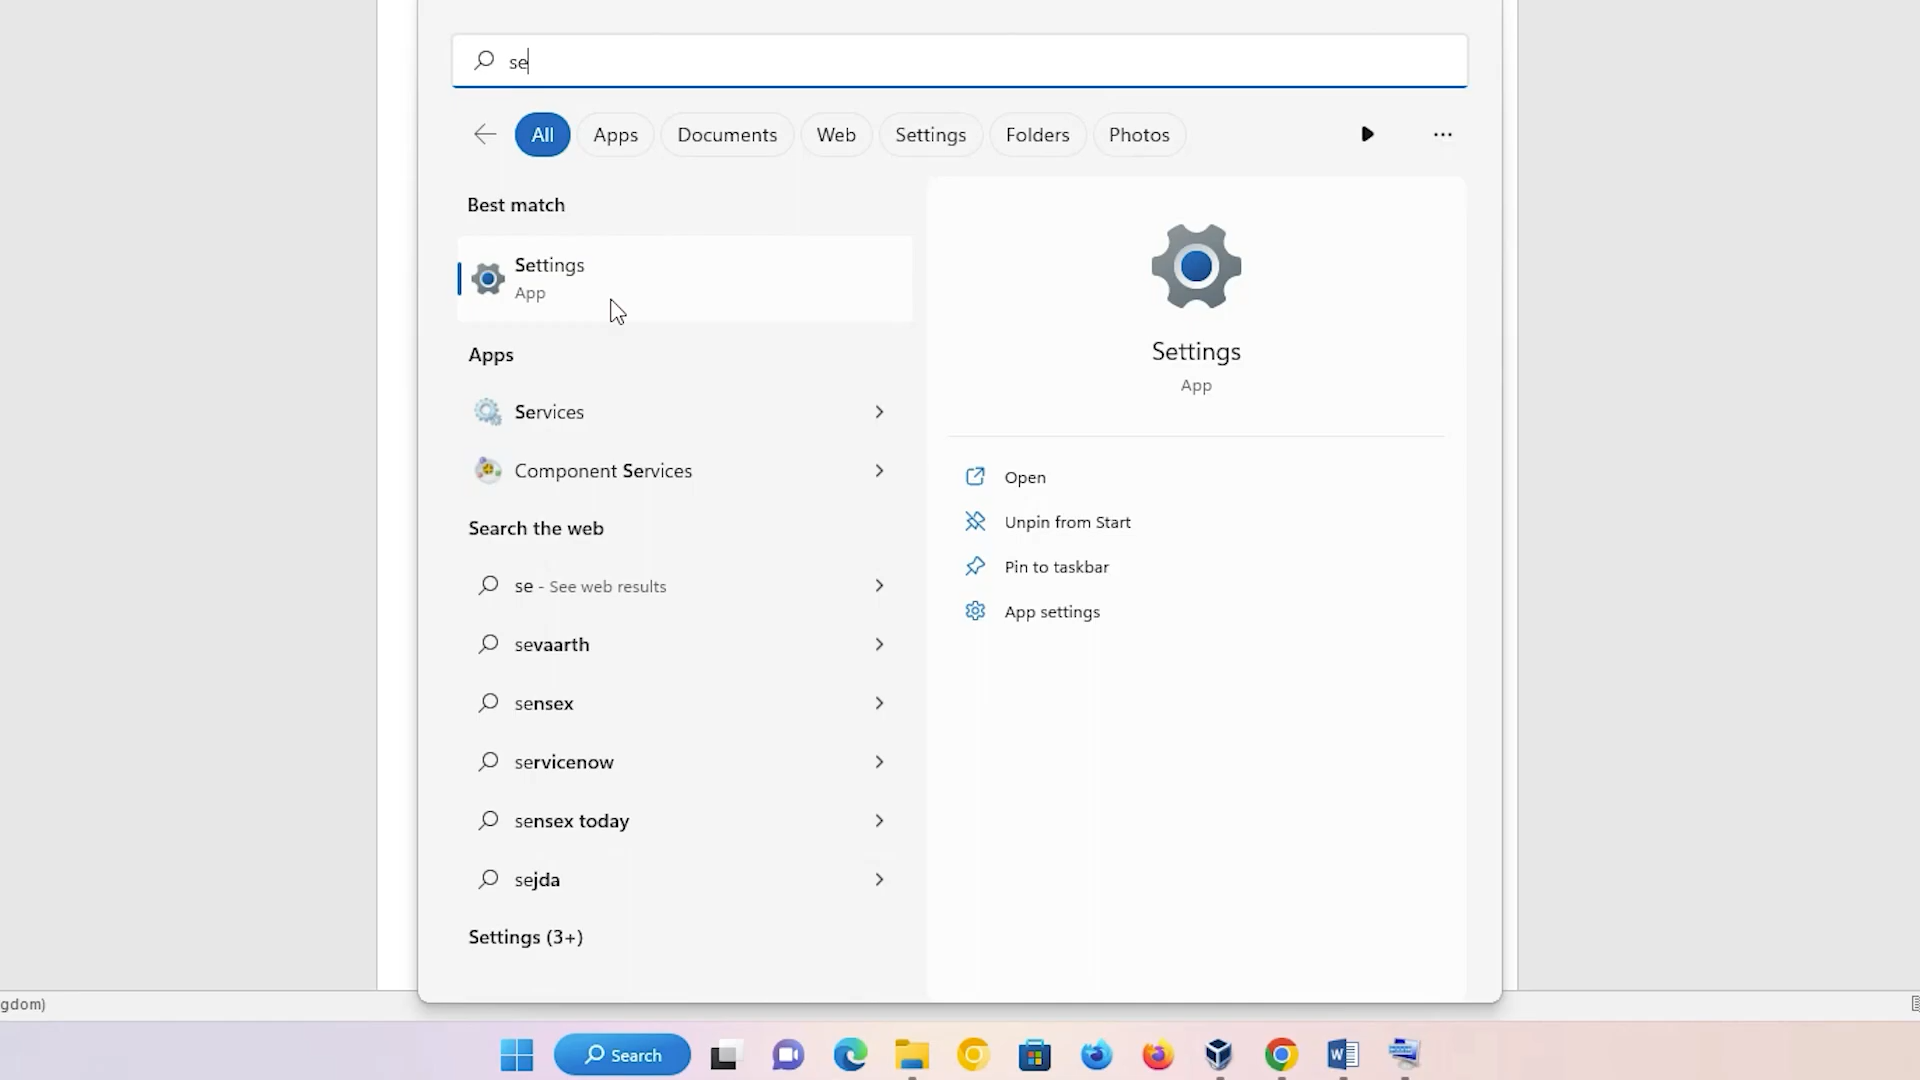 se
All Apps Documents Web Settings Folders Photos
Best match
Settings
App
Apps
Services
Component Services
Search the web
se - See web results
sevaarth
sensex
servicenow
sensex today
sejda
Settings (3+)
Settings
App
Open
Unpin from Start
Pin to taskbar
App settings
gdom)
Search
W